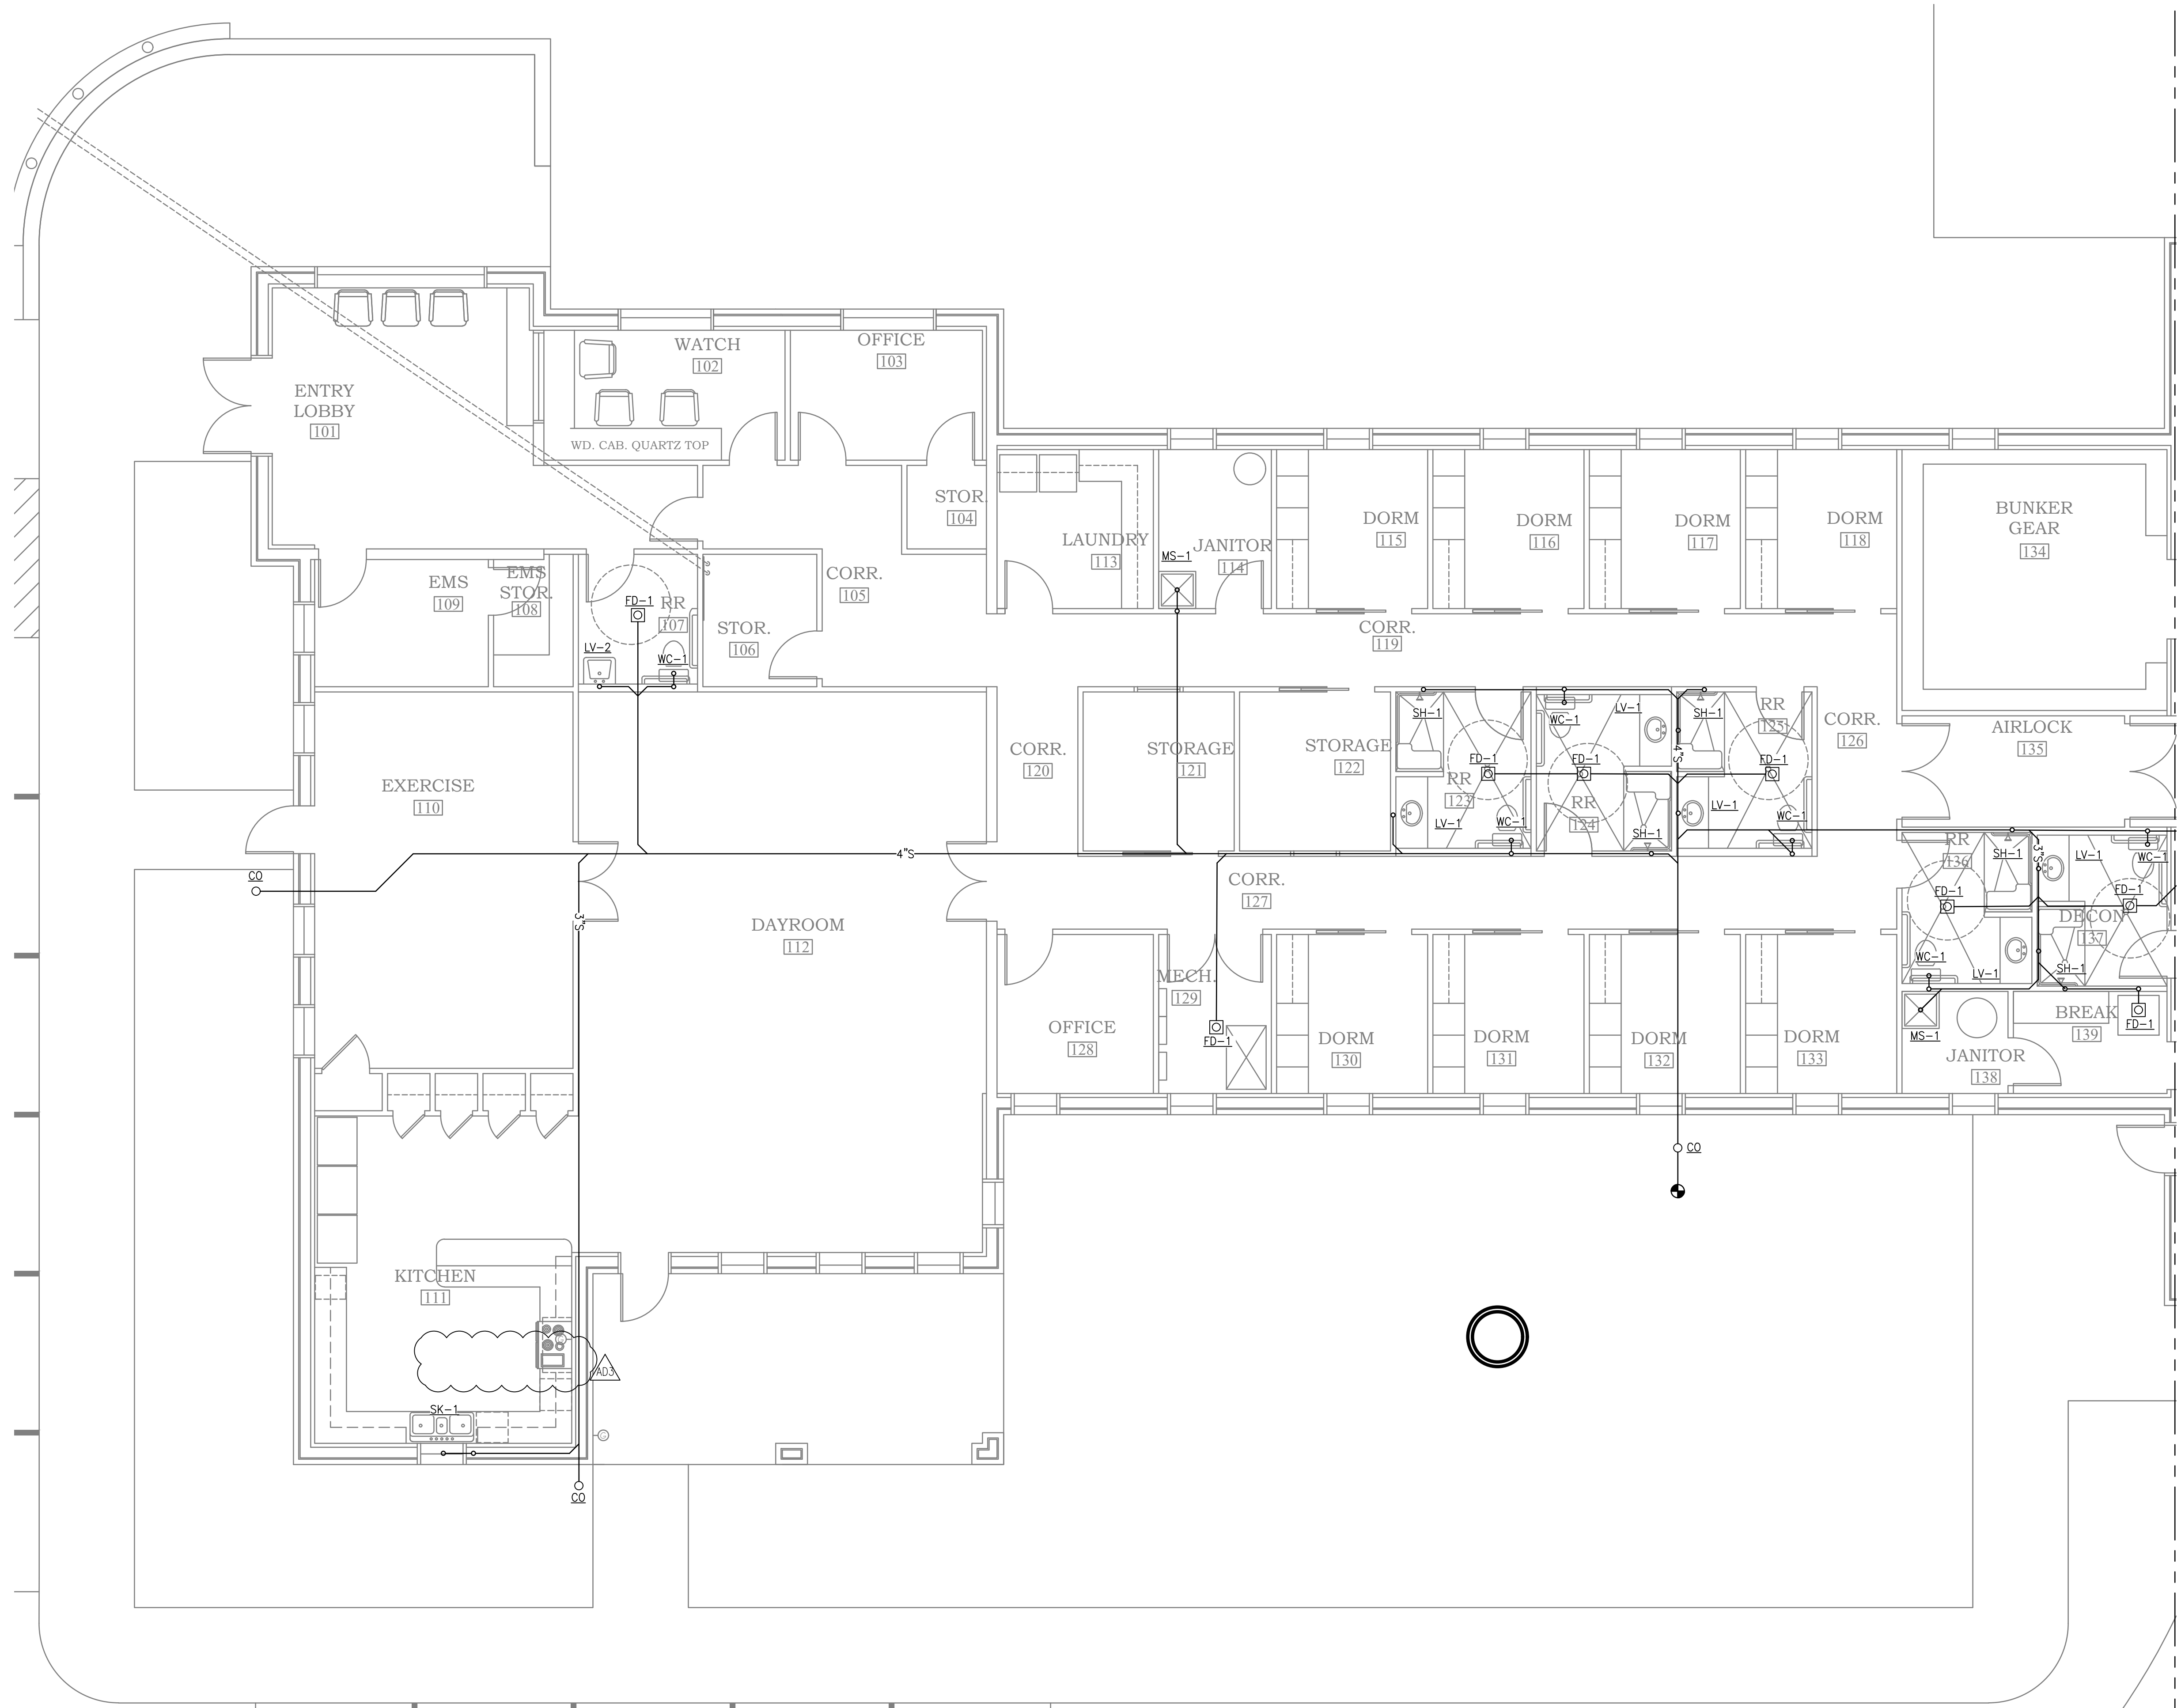 WATCH
102
OFFICE
103
ENTRY
LOBBY
101
WD. CAB. QUARTZ TOP
STOR.
104
LAUNDRY
113
MS-1
JANITOR
114
DORM
115
DORM
116
DORM
117
DORM
118
BUNKER
GEAR
134
EMS
109
EMS
STOR.
108
FD-1
RR
107
LV-2
WC-1
STOR.
106
CORR.
105
CORR.
119
EXERCISE
110
CORR.
120
STORAGE
121
STORAGE
122
SH-1
FD-1
RR
123
LV-1
WC-1
WC-1
LV-1
FD-1
RR
124
SH-1
4"S
SH-1
RR
125
FD-1
LV-1
WC-1
CORR.
126
AIRLOCK
135
CO
4"S
3"S
DAYROOM
112
CORR.
127
RR
136
SH-1
FD-1
WC-1
LV-1
3"S
LV-1
WC-1
FD-1
DECON
137
SH-1
OFFICE
128
MECH.
129
FD-1
DORM
130
DORM
131
DORM
132
DORM
133
MS-1
JANITOR
138
BREAK
139
FD-1
CO
KITCHEN
111
AD3
SK-1
G
CO